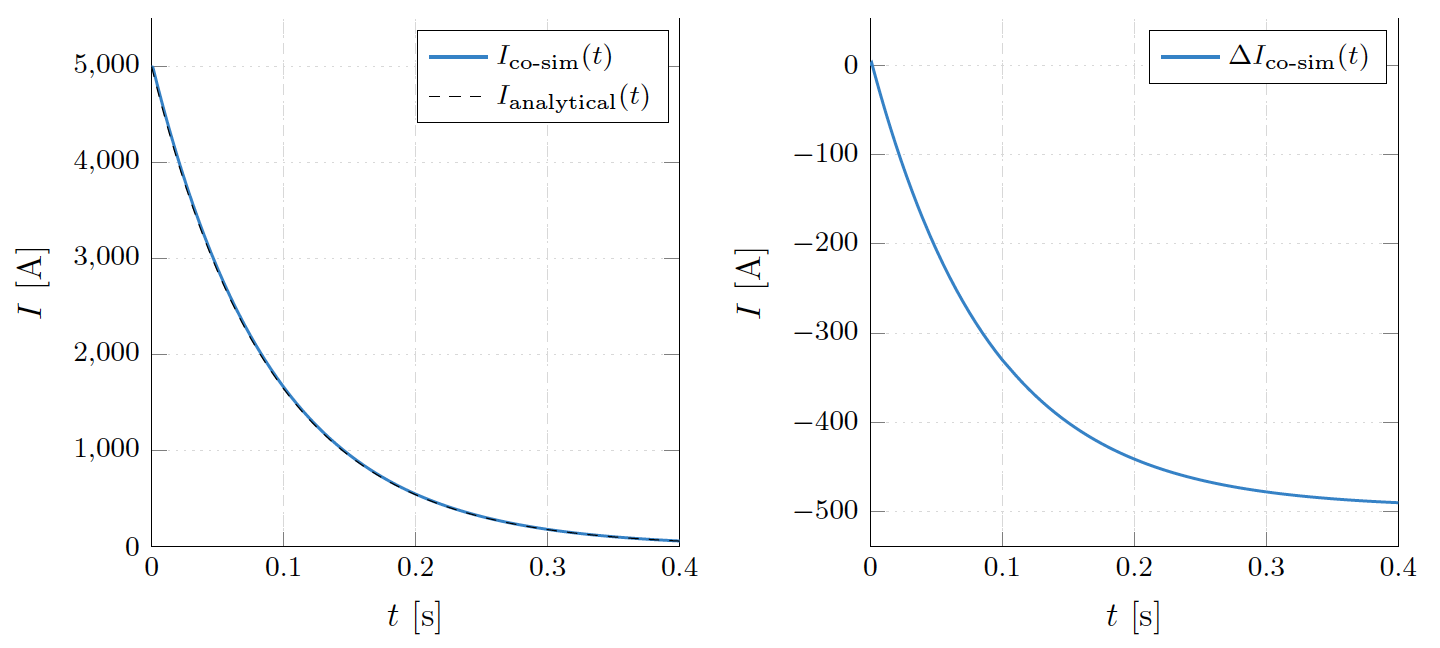 5,000
4,000
3,000
2,000
1,000
0
0 0.1 0.2 0.3 0.4
I [A]
t [s]
I_co-sim(t)
I_analytical(t)
0
−100
−200
−300
−400
−500
0 0.1 0.2 0.3 0.4
I [A]
t [s]
ΔI_co-sim(t)